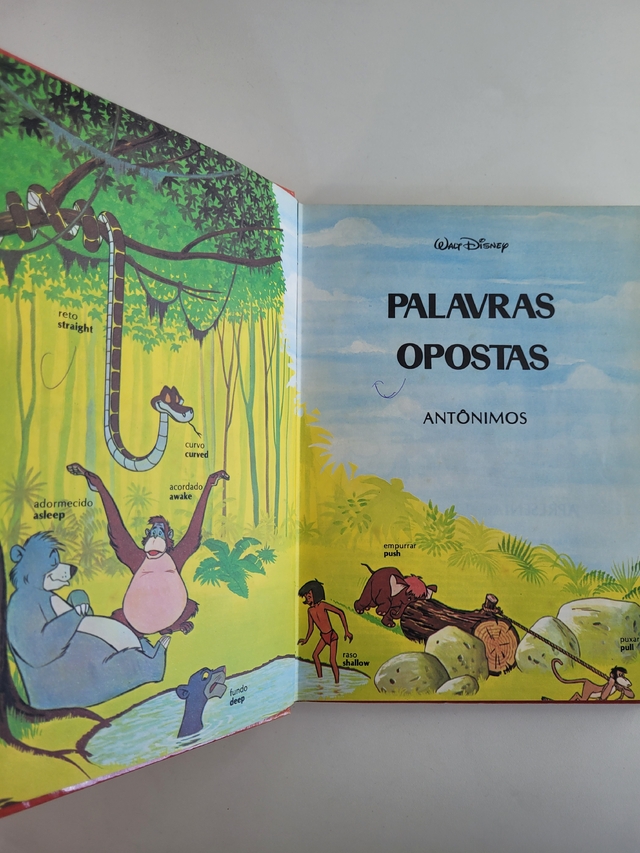 reto
straight
curvo
curved
acordado
awake
adormecido
asleep
fundo
deep
WALT DISNEY
PALAVRAS
OPOSTAS
ANTÔNIMOS
empurrar
push
raso
shallow
puxar
pull